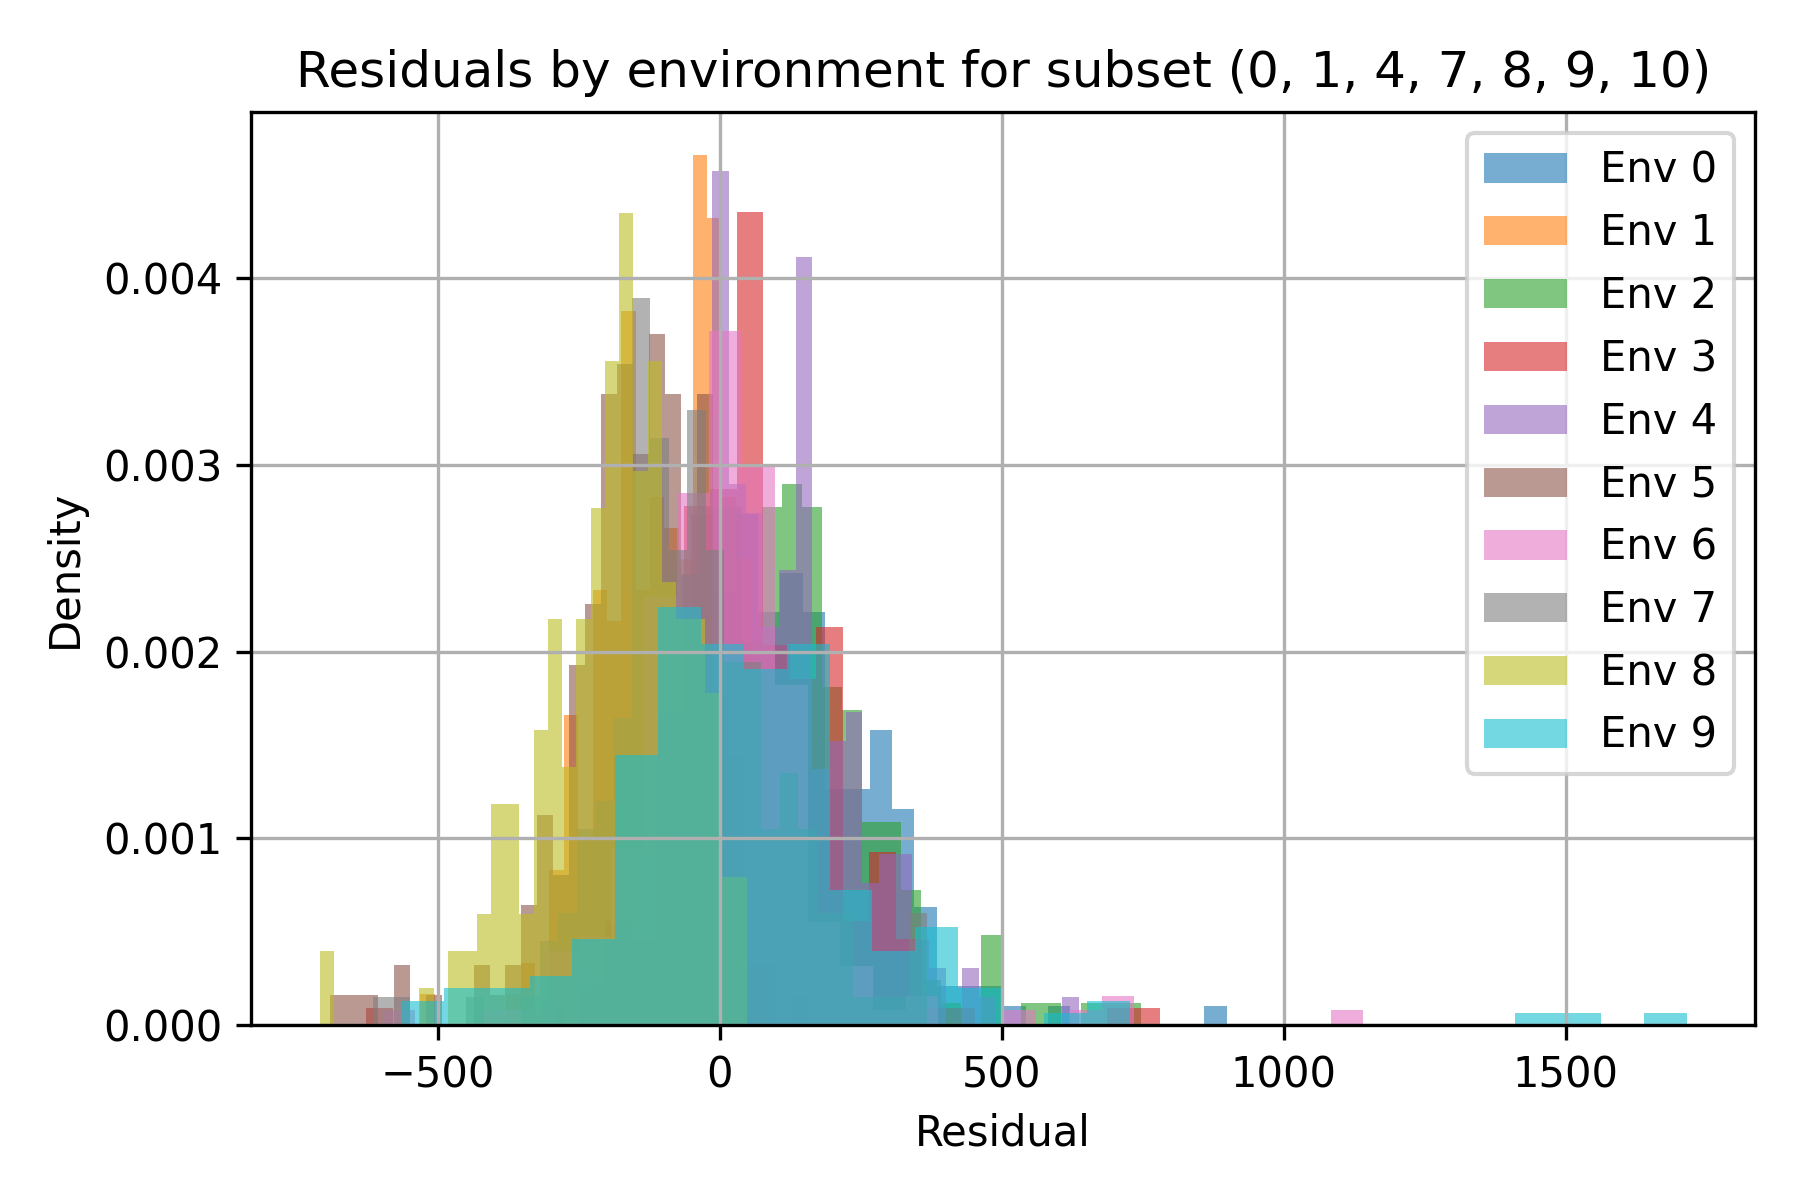 Residuals by environment for subset (0, 1, 4, 7, 8, 9, 10)
Density
0.004
0.003
0.002
0.001
0.000
−500
0
500
1000
1500
Residual
Env 0
Env 1
Env 2
Env 3
Env 4
Env 5
Env 6
Env 7
Env 8
Env 9